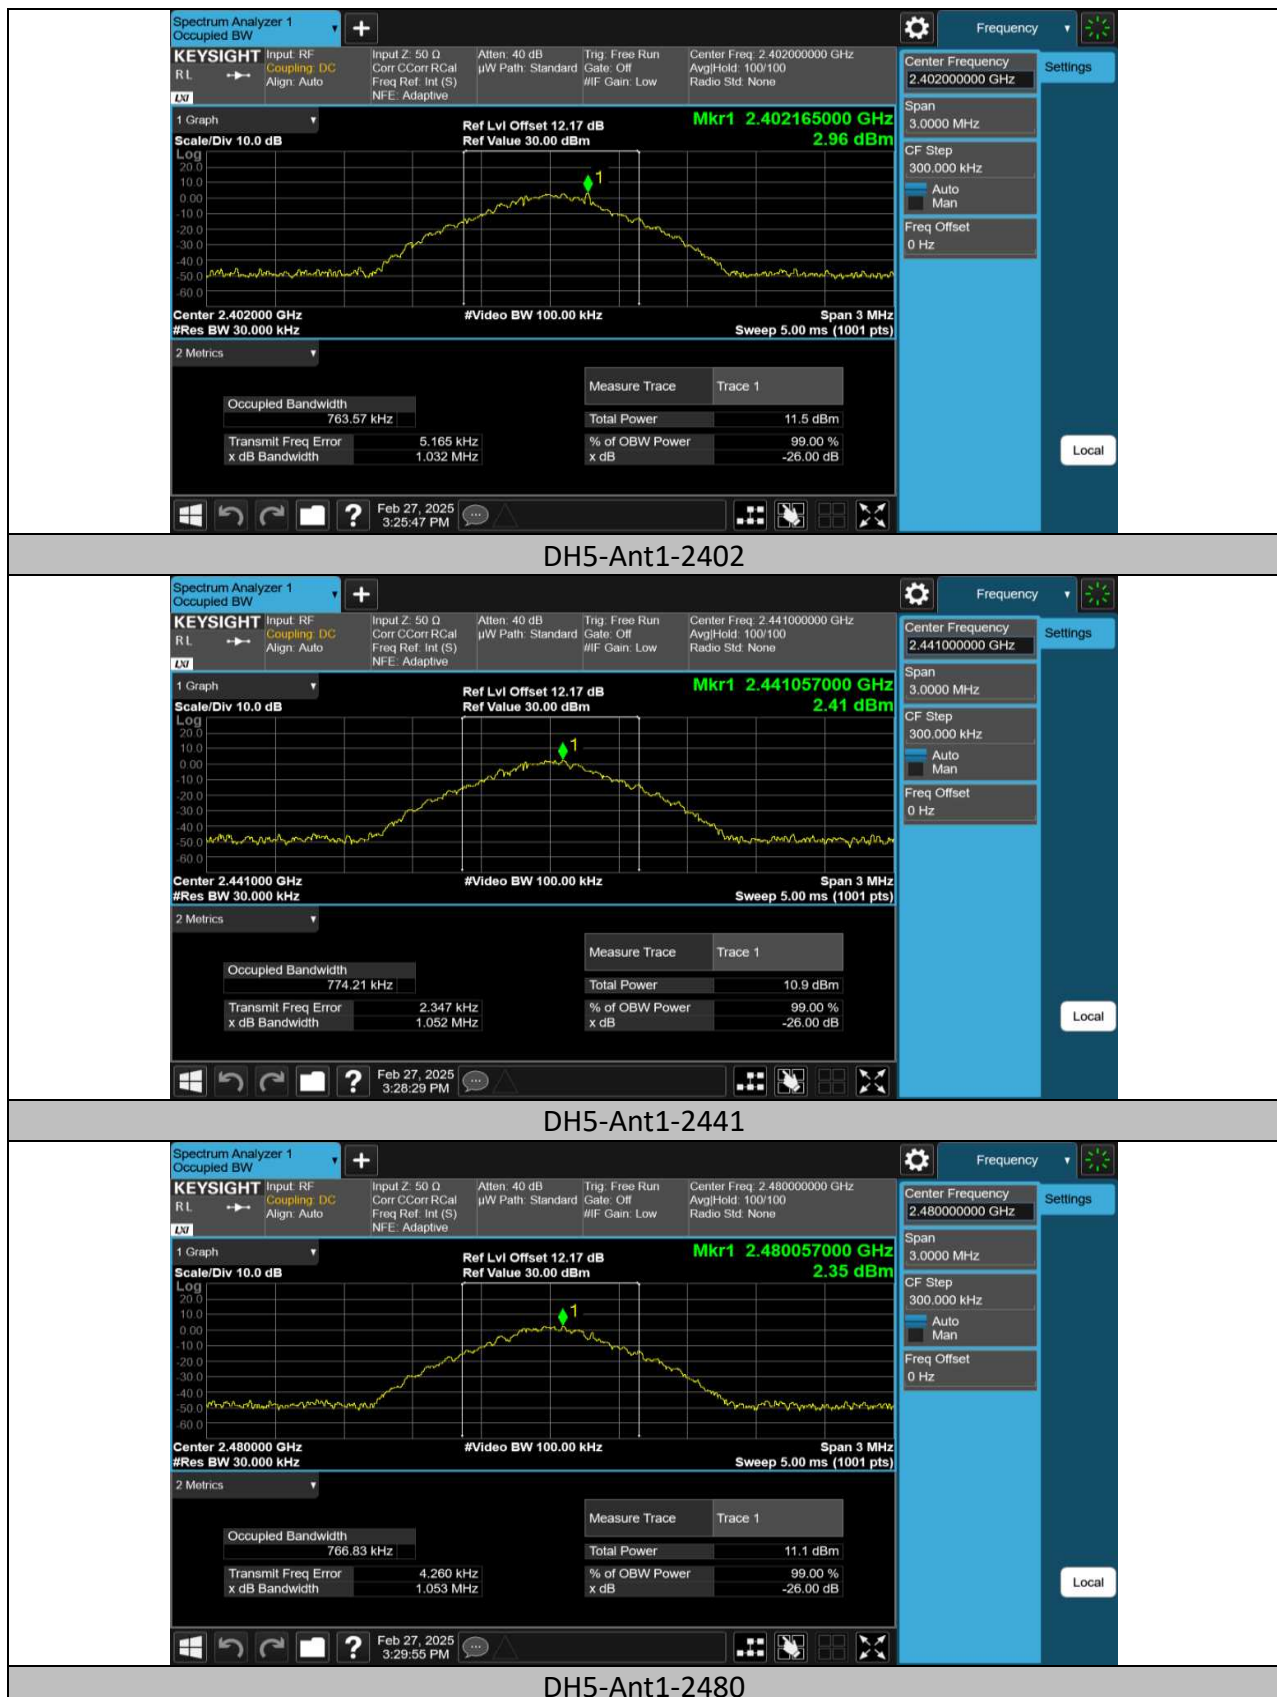 Spectrum Analyzer 1
Occupied BW
Frequency
KEYSIGHT Input: RF Input Z: 50 Ω Atten: 40 dB Trig: Free Run Center Freq: 2.402000000 GHz
R L Coupling: DC Corr CCorr RCal µW Path: Standard Gate: Off Avg|Hold: 100/100
Align: Auto Freq Ref: Int (S) #IF Gain: Low Radio Std: None
LXI NFE: Adaptive
Center Frequency
2.402000000 GHz
Settings
Span
3.0000 MHz
CF Step
300.000 kHz
Auto
Man
Freq Offset
0 Hz
Local
1 Graph
Ref Lvl Offset 12.17 dB
Mkr1 2.402165000 GHz
Scale/Div 10.0 dB
Ref Value 30.00 dBm
2.96 dBm
Log
20.0
10.0
0.00
-10.0
-20.0
-30.0
-40.0
-50.0
-60.0
1
Center 2.402000 GHz #Video BW 100.00 kHz Span 3 MHz
#Res BW 30.000 kHz Sweep 5.00 ms (1001 pts)
2 Metrics
Measure Trace Trace 1
Occupied Bandwidth
763.57 kHz
Total Power 11.5 dBm
Transmit Freq Error 5.165 kHz % of OBW Power 99.00 %
x dB Bandwidth 1.032 MHz x dB -26.00 dB
?
Feb 27, 2025
3:25:47 PM
DH5-Ant1-2402
Spectrum Analyzer 1
Occupied BW
Frequency
KEYSIGHT Input: RF Input Z: 50 Ω Atten: 40 dB Trig: Free Run Center Freq: 2.441000000 GHz
R L Coupling: DC Corr CCorr RCal µW Path: Standard Gate: Off Avg|Hold: 100/100
Align: Auto Freq Ref: Int (S) #IF Gain: Low Radio Std: None
LXI NFE: Adaptive
Center Frequency
2.441000000 GHz
Settings
Span
3.0000 MHz
CF Step
300.000 kHz
Auto
Man
Freq Offset
0 Hz
Local
1 Graph
Ref Lvl Offset 12.17 dB
Mkr1 2.441057000 GHz
Scale/Div 10.0 dB
Ref Value 30.00 dBm
2.41 dBm
Log
20.0
10.0
0.00
-10.0
-20.0
-30.0
-40.0
-50.0
-60.0
1
Center 2.441000 GHz #Video BW 100.00 kHz Span 3 MHz
#Res BW 30.000 kHz Sweep 5.00 ms (1001 pts)
2 Metrics
Measure Trace Trace 1
Occupied Bandwidth
774.21 kHz
Total Power 10.9 dBm
Transmit Freq Error 2.347 kHz % of OBW Power 99.00 %
x dB Bandwidth 1.052 MHz x dB -26.00 dB
?
Feb 27, 2025
3:28:29 PM
DH5-Ant1-2441
Spectrum Analyzer 1
Occupied BW
Frequency
KEYSIGHT Input: RF Input Z: 50 Ω Atten: 40 dB Trig: Free Run Center Freq: 2.480000000 GHz
R L Coupling: DC Corr CCorr RCal µW Path: Standard Gate: Off Avg|Hold: 100/100
Align: Auto Freq Ref: Int (S) #IF Gain: Low Radio Std: None
LXI NFE: Adaptive
Center Frequency
2.480000000 GHz
Settings
Span
3.0000 MHz
CF Step
300.000 kHz
Auto
Man
Freq Offset
0 Hz
Local
1 Graph
Ref Lvl Offset 12.17 dB
Mkr1 2.480057000 GHz
Scale/Div 10.0 dB
Ref Value 30.00 dBm
2.35 dBm
Log
20.0
10.0
0.00
-10.0
-20.0
-30.0
-40.0
-50.0
-60.0
1
Center 2.480000 GHz #Video BW 100.00 kHz Span 3 MHz
#Res BW 30.000 kHz Sweep 5.00 ms (1001 pts)
2 Metrics
Measure Trace Trace 1
Occupied Bandwidth
766.83 kHz
Total Power 11.1 dBm
Transmit Freq Error 4.260 kHz % of OBW Power 99.00 %
x dB Bandwidth 1.053 MHz x dB -26.00 dB
?
Feb 27, 2025
3:29:55 PM
DH5-Ant1-2480